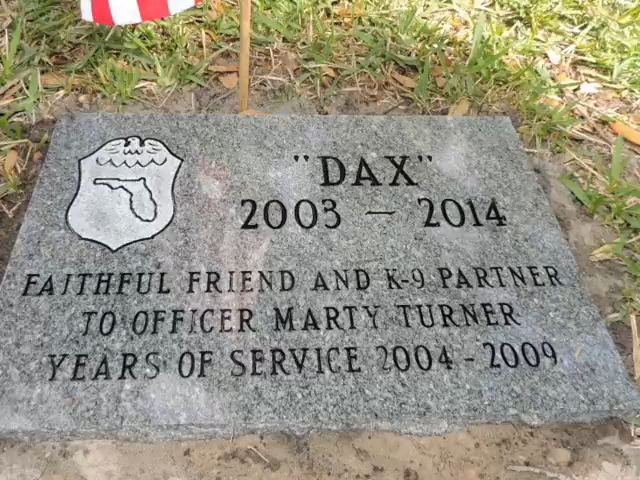 "DAX"
2003 — 2014
FAITHFUL FRIEND AND K-9 PARTNER
TO OFFICER MARTY TURNER
YEARS OF SERVICE 2004 - 2009